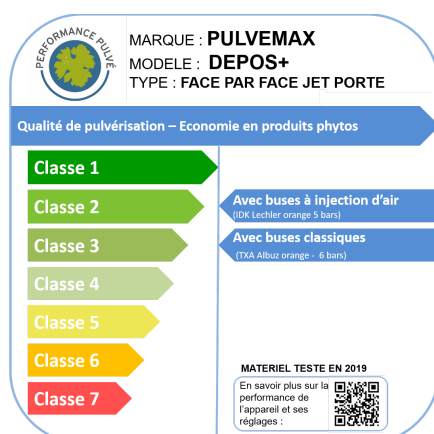 PERFORMANCE PULVÉ
MARQUE : PULVEMAX
MODELE : DEPOS+
TYPE : FACE PAR FACE JET PORTE
Qualité de pulvérisation – Economie en produits phytos
Classe 1
Classe 2
Avec buses à injection d'air
(IDK Lechler orange 5 bars)
Classe 3
Avec buses classiques
(TXA Albuz orange - 6 bars)
Classe 4
Classe 5
Classe 6
Classe 7
MATERIEL TESTE EN 2019
En savoir plus sur la
performance de
l'appareil et ses
réglages :